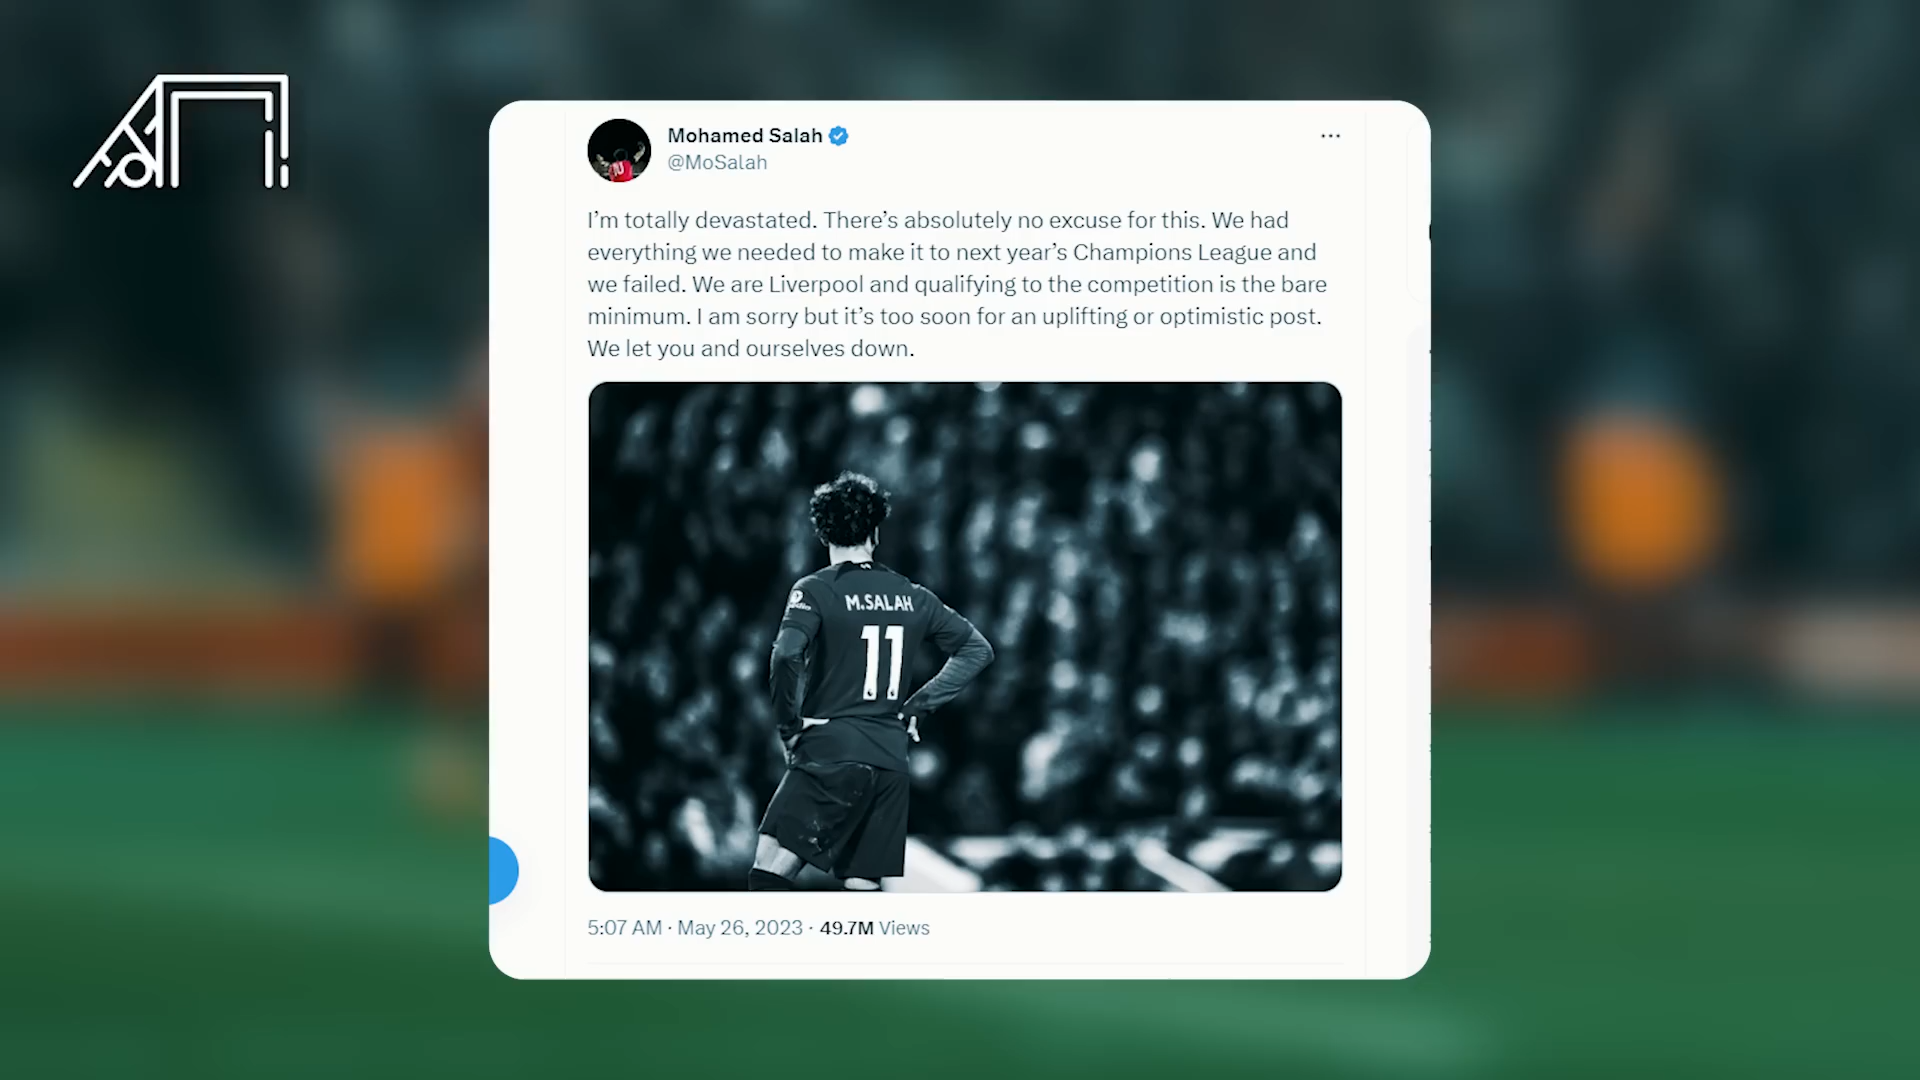 Mohamed Salah
@MoSalah
I’m totally devastated. There’s absolutely no excuse for this. We had
everything we needed to make it to next year’s Champions League and
we failed. We are Liverpool and qualifying to the competition is the bare
minimum. I am sorry but it’s too soon for an uplifting or optimistic post.
We let you and ourselves down.
M.SALAH
11
5:07 AM · May 26, 2023 · 49.7M Views